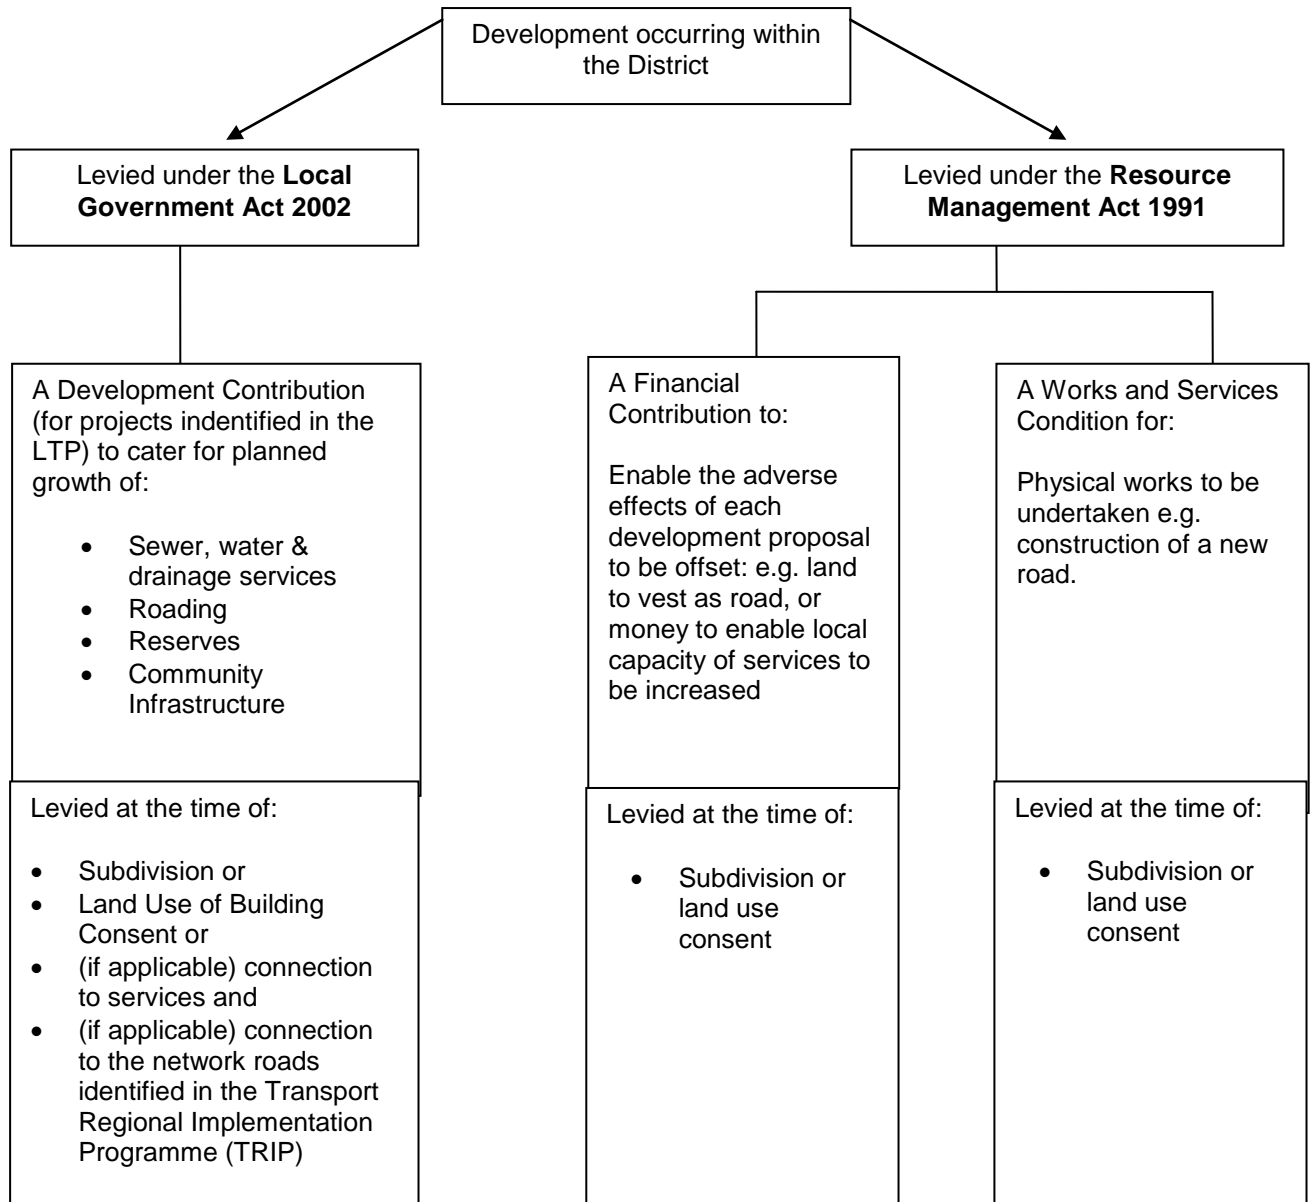 Development occurring within
the District
Levied under the Local
Government Act 2002
Levied under the Resource
Management Act 1991
A Development Contribution
(for projects indentified in the
LTP) to cater for planned
growth of:
• Sewer, water &
drainage services
• Roading
• Reserves
• Community
Infrastructure
Levied at the time of:
• Subdivision or
• Land Use of Building
Consent or
• (if applicable) connection
to services and
• (if applicable) connection
to the network roads
identified in the Transport
Regional Implementation
Programme (TRIP)
A Financial
Contribution to:
Enable the adverse
effects of each
development proposal
to be offset: e.g. land
to vest as road, or
money to enable local
capacity of services to
be increased
Levied at the time of:
• Subdivision or
land use
consent
A Works and Services
Condition for:
Physical works to be
undertaken e.g.
construction of a new
road.
Levied at the time of:
• Subdivision or
land use
consent